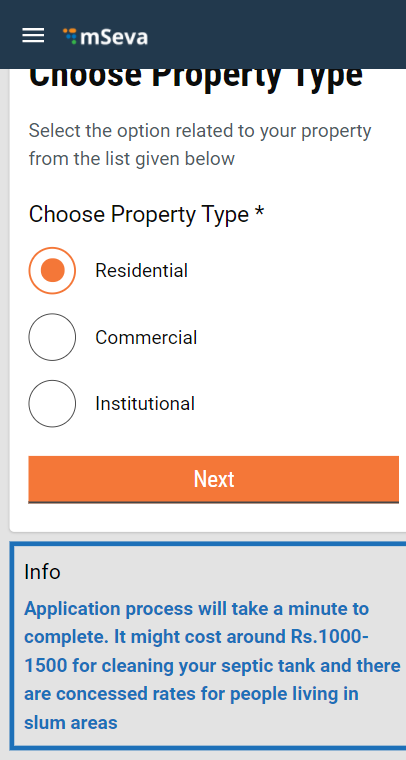 mSeva
Choose Property Type
Select the option related to your property
from the list given below
Choose Property Type *
Residential
Commercial
Institutional
Next
Info
Application process will take a minute to
complete. It might cost around Rs.1000-
1500 for cleaning your septic tank and there
are concessed rates for people living in
slum areas